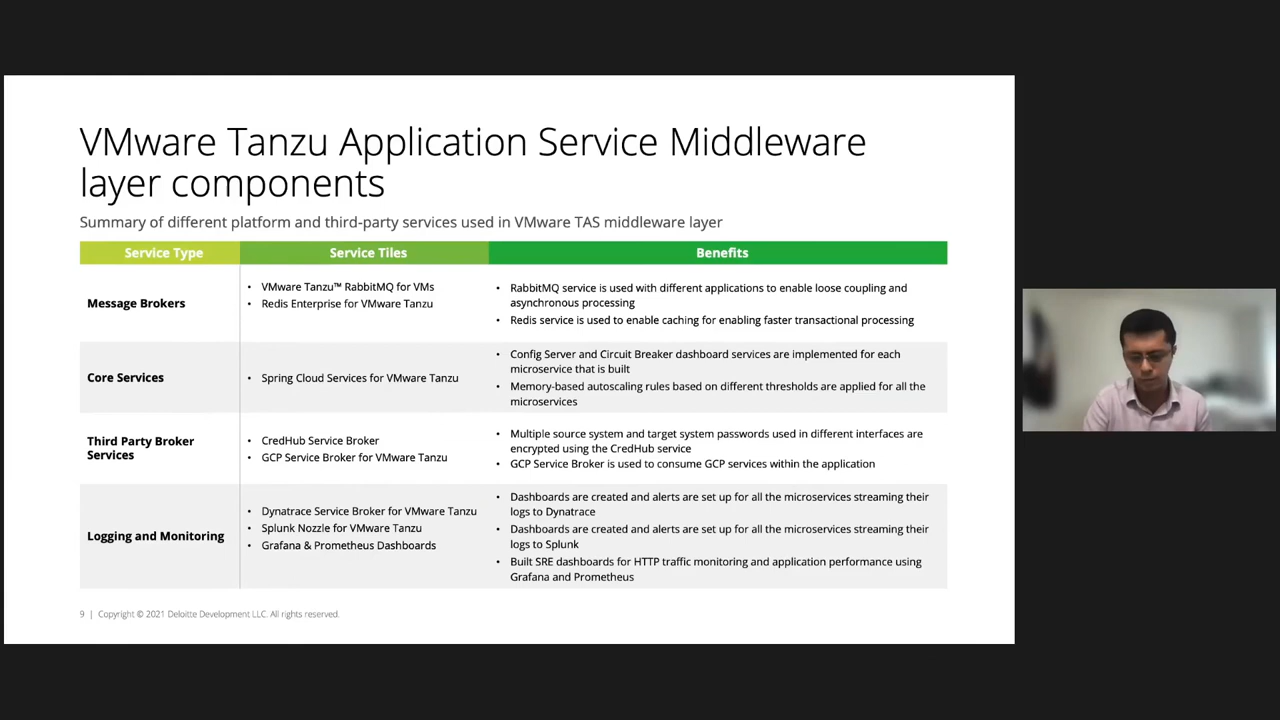 VMware Tanzu Application Service Middleware
layer components
Summary of different platform and third-party services used in VMware TAS middleware layer
Service Type
Service Tiles
Benefits
Message Brokers
• VMware Tanzu™ RabbitMQ for VMs
• Redis Enterprise for VMware Tanzu
• RabbitMQ service is used with different applications to enable loose coupling and
asynchronous processing
• Redis service is used to enable caching for enabling faster transactional processing
Core Services
• Spring Cloud Services for VMware Tanzu
• Config Server and Circuit Breaker dashboard services are implemented for each
microservice that is built
• Memory-based autoscaling rules based on different thresholds are applied for all the
microservices
Third Party Broker
Services
• CredHub Service Broker
• GCP Service Broker for VMware Tanzu
• Multiple source system and target system passwords used in different interfaces are
encrypted using the CredHub service
• GCP Service Broker is used to consume GCP services within the application
Logging and Monitoring
• Dynatrace Service Broker for VMware Tanzu
• Splunk Nozzle for VMware Tanzu
• Grafana & Prometheus Dashboards
• Dashboards are created and alerts are set up for all the microservices streaming their
logs to Dynatrace
• Dashboards are created and alerts are set up for all the microservices streaming their
logs to Splunk
• Built SRE dashboards for HTTP traffic monitoring and application performance using
Grafana and Prometheus
9 | Copyright © 2021 Deloitte Development LLC. All rights reserved.